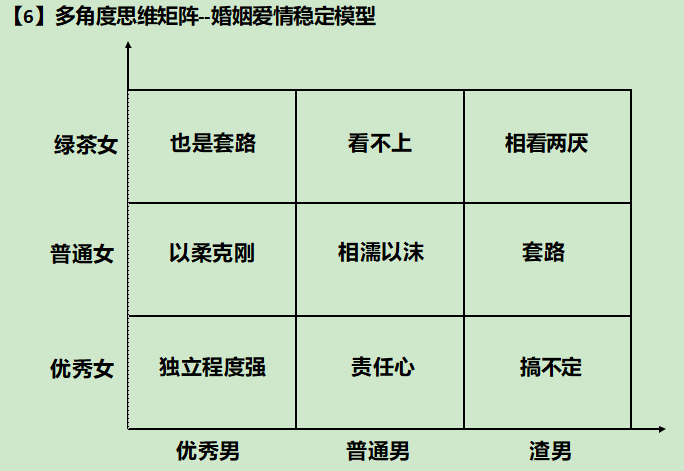 【6】多角度思维矩阵--婚姻爱情稳定模型
绿茶女
也是套路
看不上
相看两厌
普通女
以柔克刚
相濡以沫
套路
优秀女
独立程度强
责任心
搞不定
优秀男
普通男
渣男